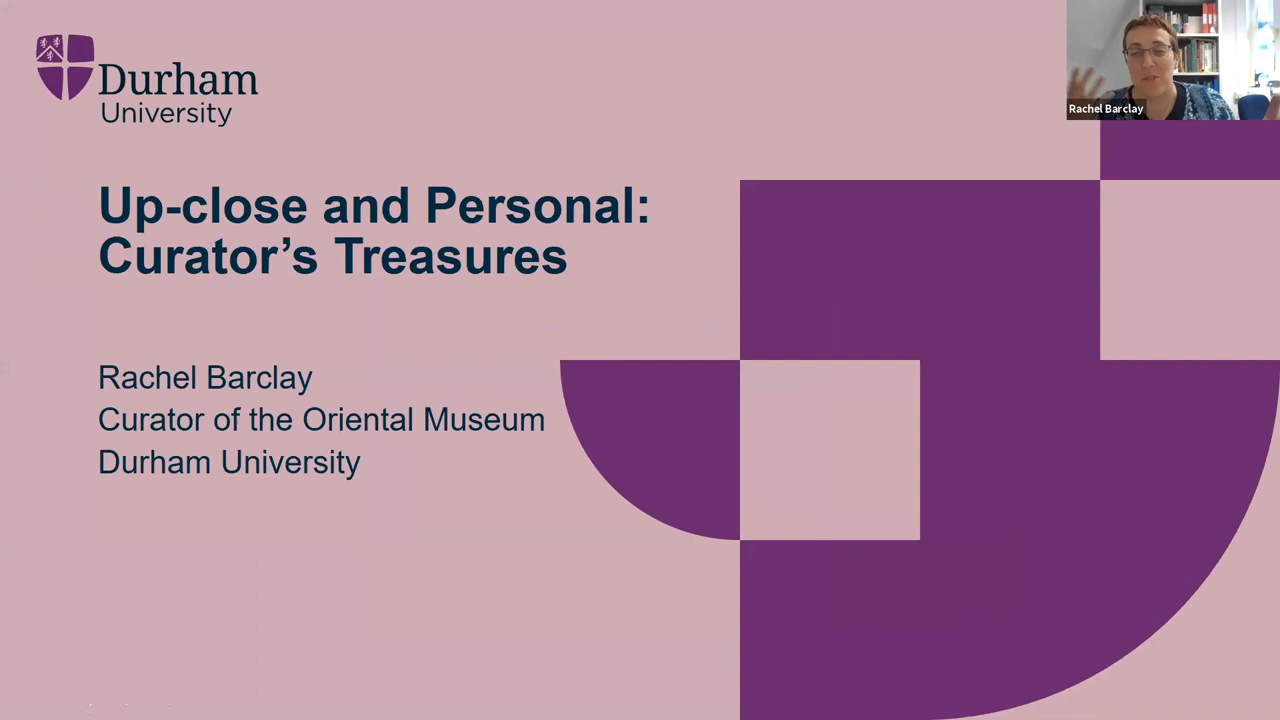 Durham
University
Rachel Barclay
Up-close and Personal:
Curator’s Treasures
Rachel Barclay
Curator of the Oriental Museum
Durham University